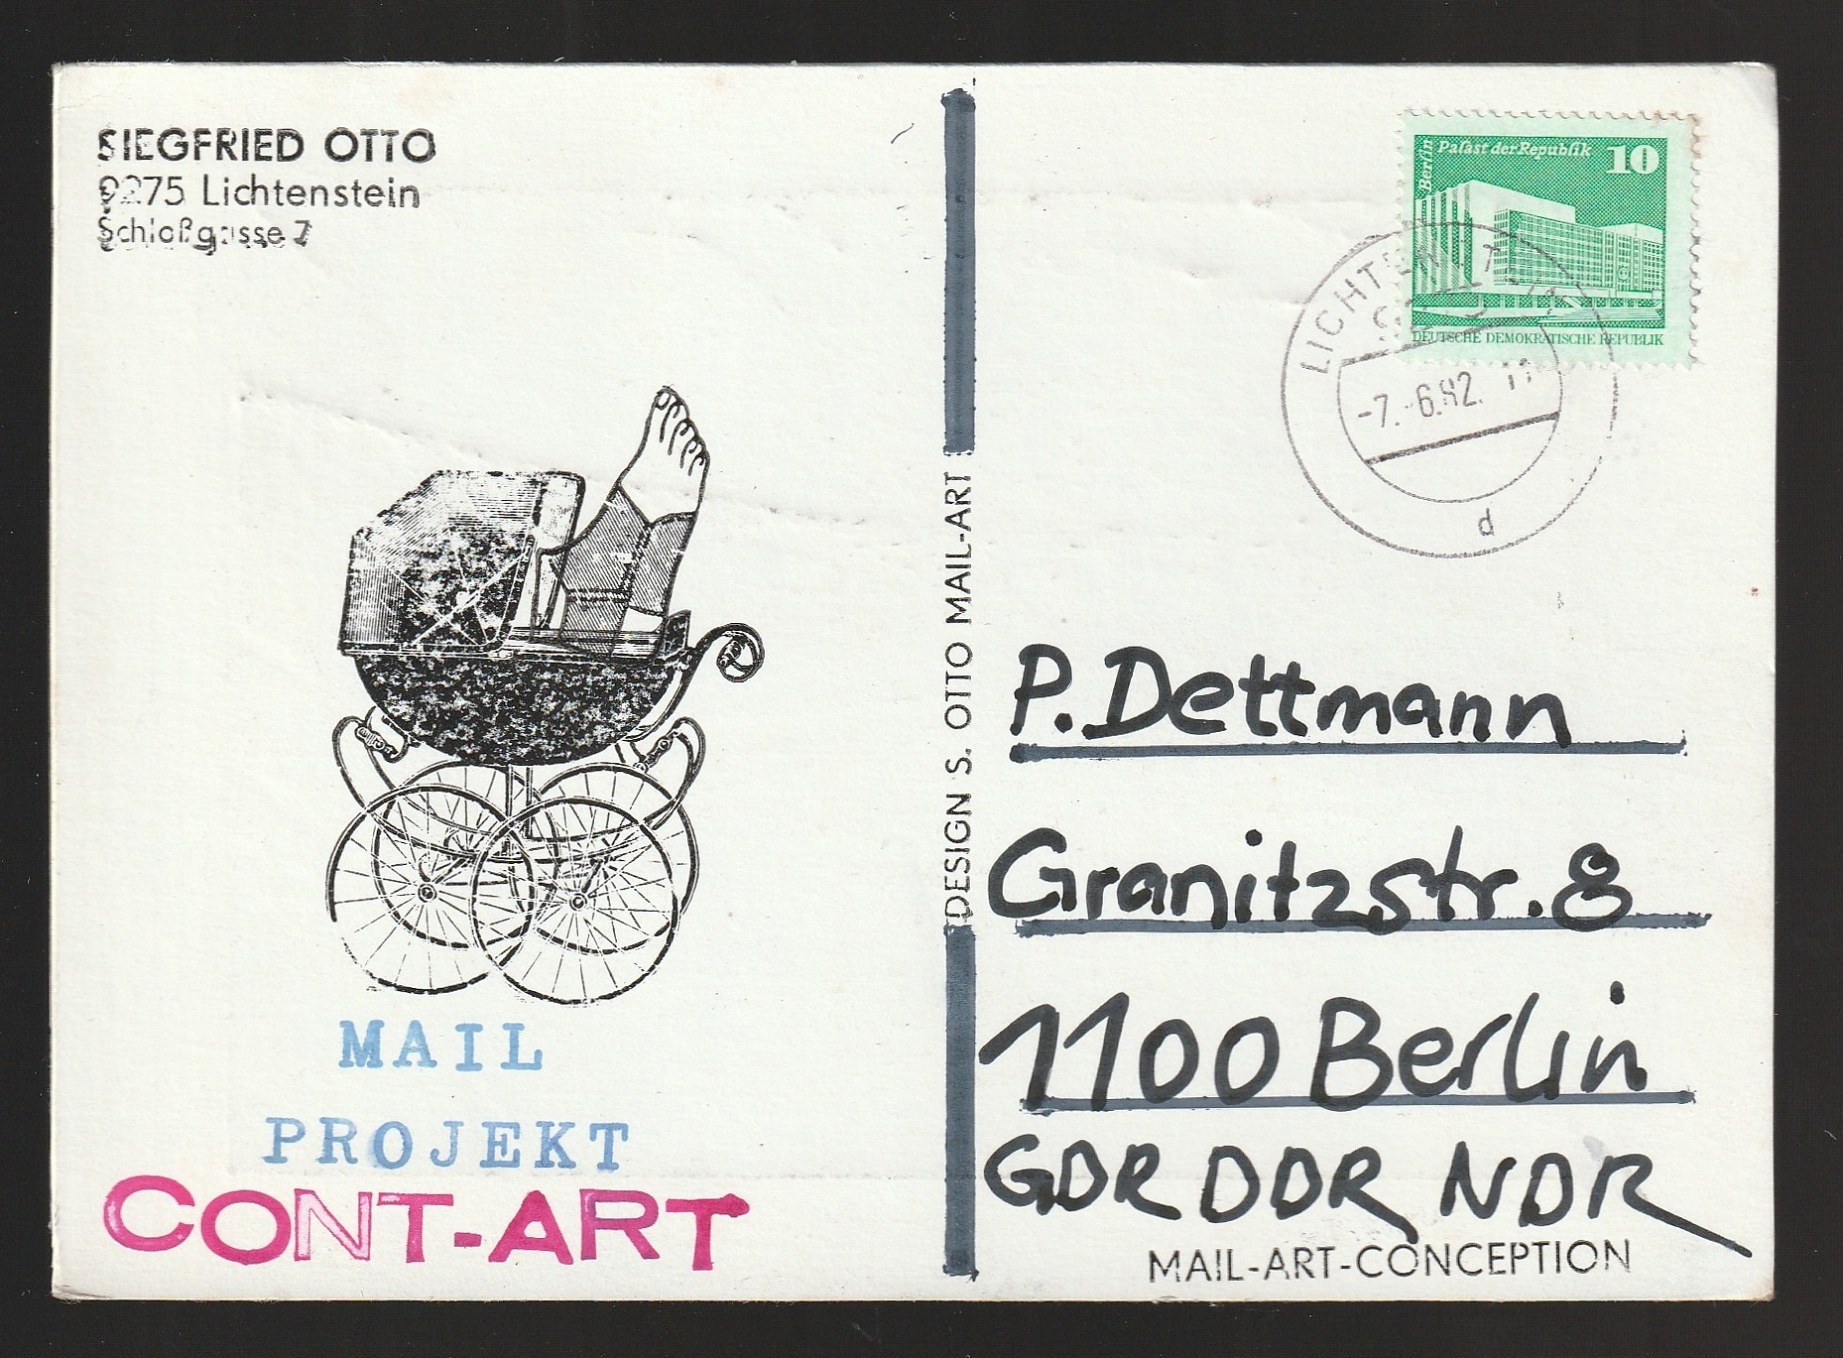 SIEGFRIED OTTO
9275 Lichtenstein
Schloßgasse 7
MAIL
PROJEKT
CONT-ART
DESIGN S. OTTO MAIL-ART
Berlin
Palast der Republik 10
DEUTSCHE DEMOKRATISCHE REPUBLIK
LICHTENSTEIN
-7.-6.82.
d
P. Dettmann
Granitzstr. 8
1100 Berlin
GDR DDR NDR
MAIL-ART-CONCEPTION